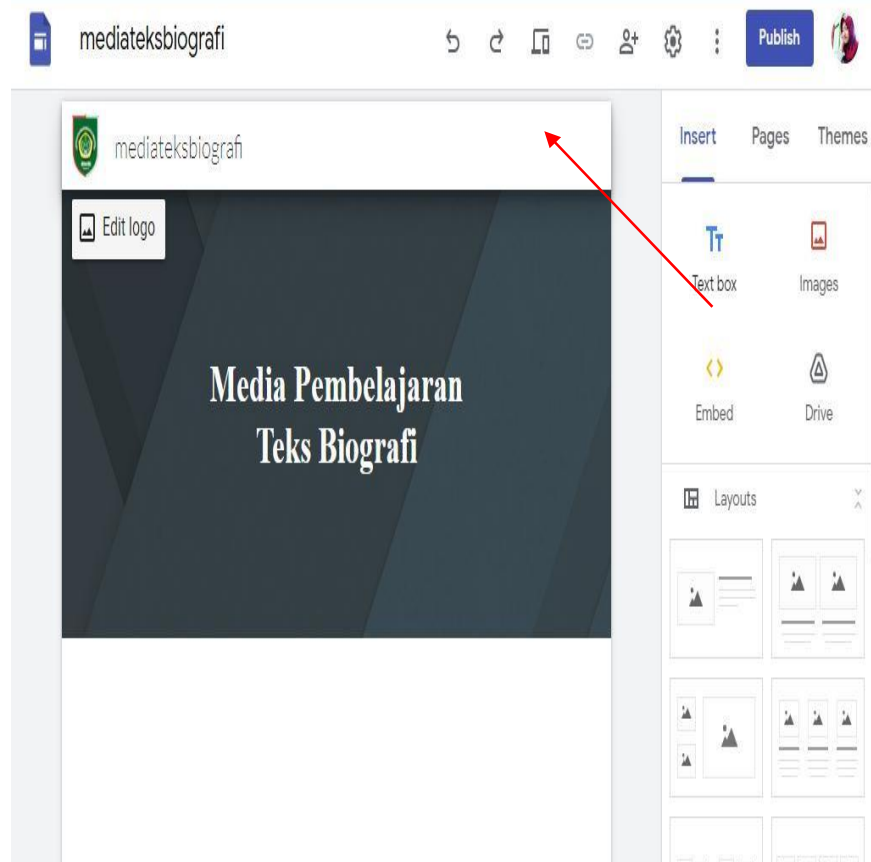 mediateksbiografi
Publish
mediateksbiografi
Edit logo
Media Pembelajaran
Teks Biografi
Insert Pages Themes
Text box Images
Embed Drive
Layouts